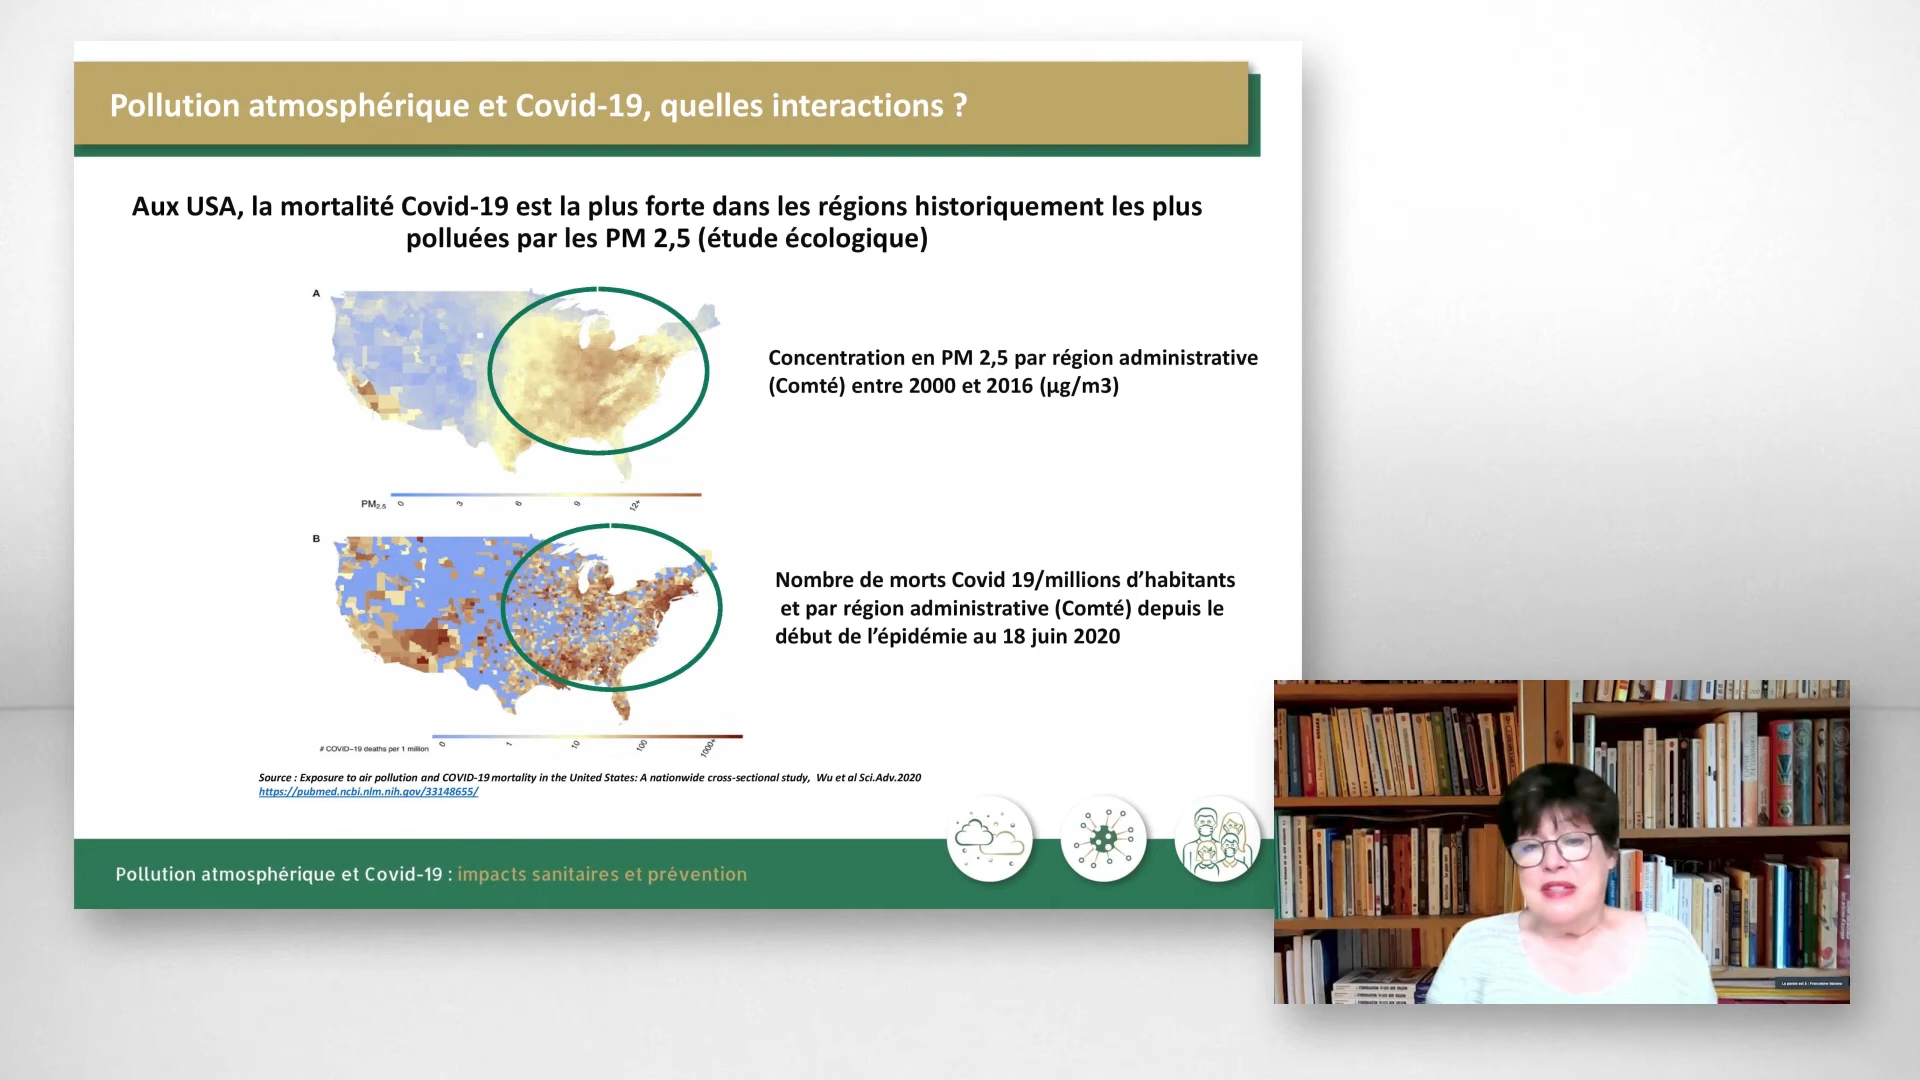 Pollution atmosphérique et Covid-19, quelles interactions ?
Aux USA, la mortalité Covid-19 est la plus forte dans les régions historiquement les plus
polluées par les PM 2,5 (étude écologique)
A
Concentration en PM 2,5 par région administrative
(Comté) entre 2000 et 2016 (µg/m3)
PM2.5 0 3 6 9 12+
B
Nombre de morts Covid 19/millions d’habitants
et par région administrative (Comté) depuis le
début de l’épidémie au 18 juin 2020
# COVID–19 deaths per 1 million 0 1 10 100 1000+
Source : Exposure to air pollution and COVID-19 mortality in the United States: A nationwide cross-sectional study, Wu et al Sci.Adv.2020
https://pubmed.ncbi.nlm.nih.gov/33148655/
Pollution atmosphérique et Covid-19 : impacts sanitaires et prévention